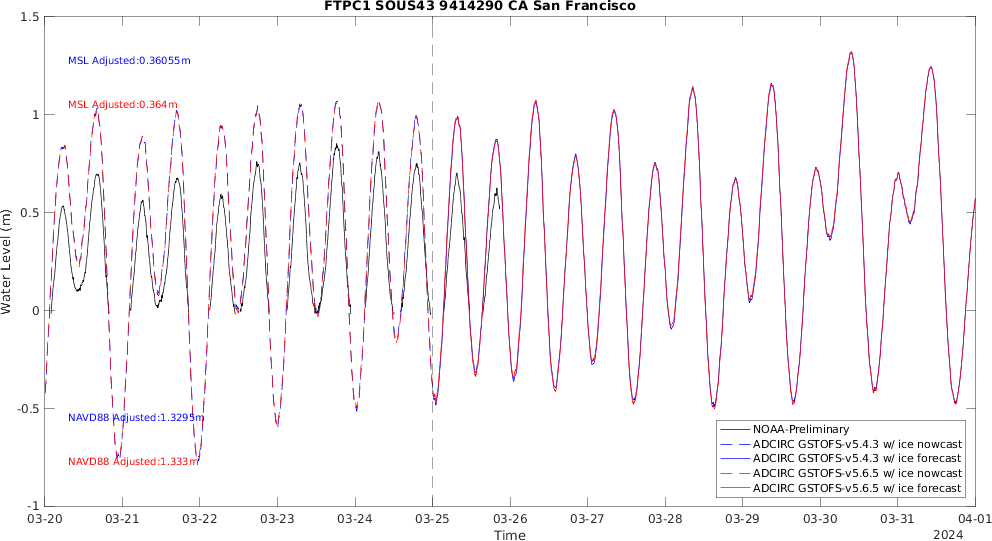 FTPC1 SOUS43 9414290 CA San Francisco
1.5
1
0.5
0
-0.5
-1
Water Level (m)
MSL Adjusted:0.36055m
MSL Adjusted:0.364m
NAVD88 Adjusted:1.3295m
NAVD88 Adjusted:1.333m
NOAA-Preliminary
ADCIRC GSTOFS-v5.4.3 w/ ice nowcast
ADCIRC GSTOFS-v5.4.3 w/ ice forecast
ADCIRC GSTOFS-v5.6.5 w/ ice nowcast
ADCIRC GSTOFS-v5.6.5 w/ ice forecast
03-20 03-21 03-22 03-23 03-24 03-25 03-26 03-27 03-28 03-29 03-30 03-31 04-01
Time
2024